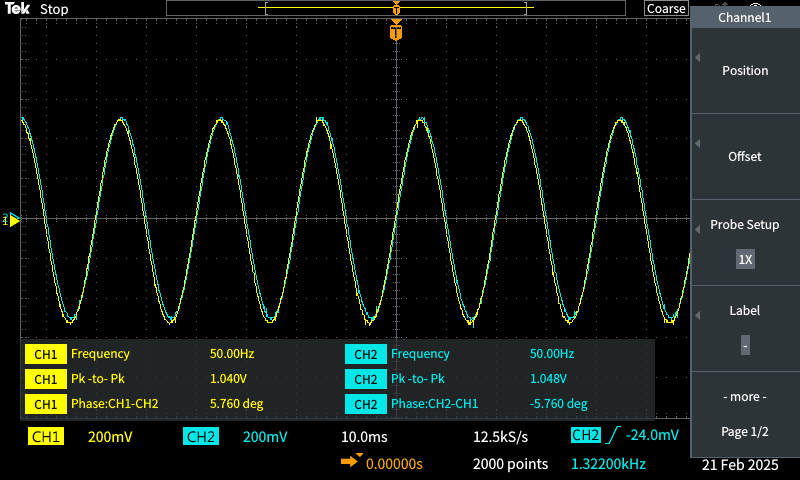 Tek Stop Coarse
T
T
Channel1
Position
Offset
Probe Setup
1X
Label
-
- more -
Page 1/2
CH1 Frequency 50.00Hz CH2 Frequency 50.00Hz
CH1 Pk -to- Pk 1.040V CH2 Pk -to- Pk 1.048V
CH1 Phase:CH1-CH2 5.760 deg CH2 Phase:CH2-CH1 -5.760 deg
CH1 200mV CH2 200mV 10.0ms 12.5kS/s CH2 -24.0mV
0.00000s 2000 points 1.32200kHz 21 Feb 2025